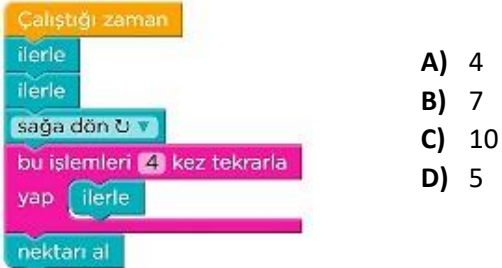 Çalıştığı zaman
ilerle
ilerle
sağa dön ↻ ▼
bu işlemleri 4 kez tekrarla
yap ilerle
nektarı al
A) 4
B) 7
C) 10
D) 5